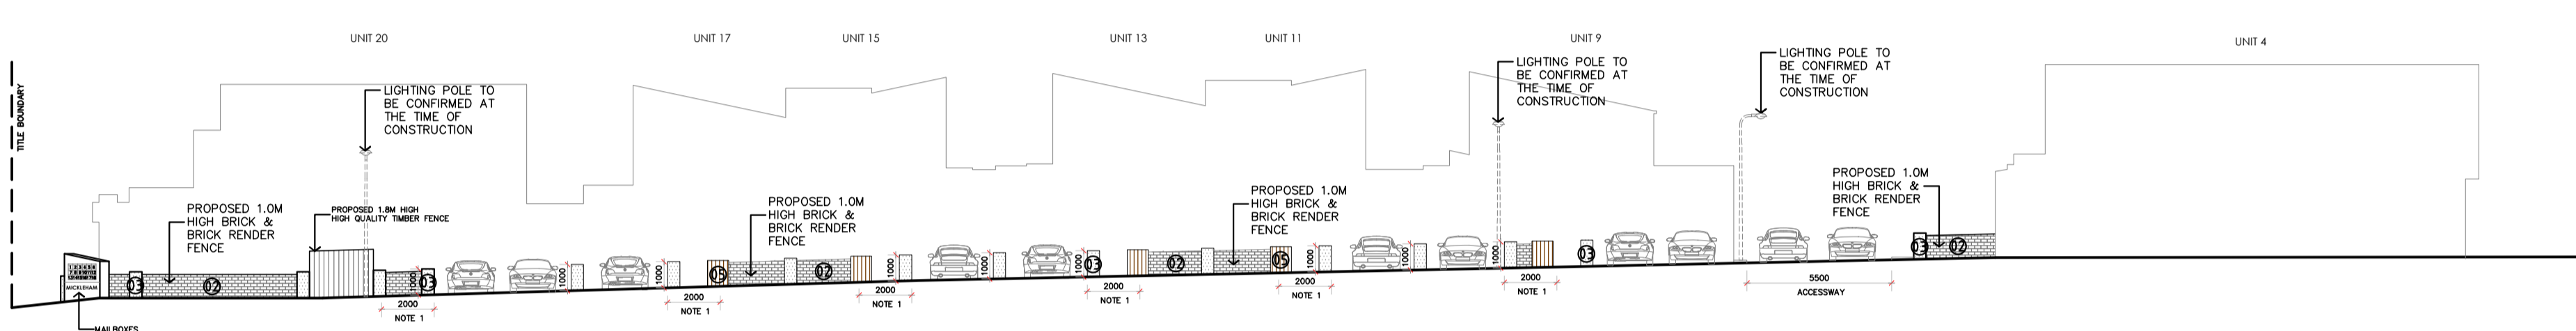 UNIT 20
UNIT 17
UNIT 15
UNIT 13
UNIT 11
UNIT 9
UNIT 4
TITLE BOUNDARY
LIGHTING POLE TO
BE CONFIRMED AT
THE TIME OF
CONSTRUCTION
LIGHTING POLE TO
BE CONFIRMED AT
THE TIME OF
CONSTRUCTION
LIGHTING POLE TO
BE CONFIRMED AT
THE TIME OF
CONSTRUCTION
PROPOSED 1.0M
HIGH BRICK &
BRICK RENDER
FENCE
PROPOSED 1.8M HIGH
HIGH QUALITY TIMBER FENCE
PROPOSED 1.0M
HIGH BRICK &
BRICK RENDER
FENCE
PROPOSED 1.0M
HIGH BRICK &
BRICK RENDER
FENCE
PROPOSED 1.0M
HIGH BRICK &
BRICK RENDER
FENCE
MICKLEHAM
03
02
1000
03
1000
1000
05
02
1000
1000
1000
03
02
05
1000
1000
1000
03
03
02
2000
NOTE 1
2000
NOTE 1
2000
NOTE 1
2000
NOTE 1
2000
NOTE 1
2000
NOTE 1
5500
ACCESSWAY
MAILBOXES